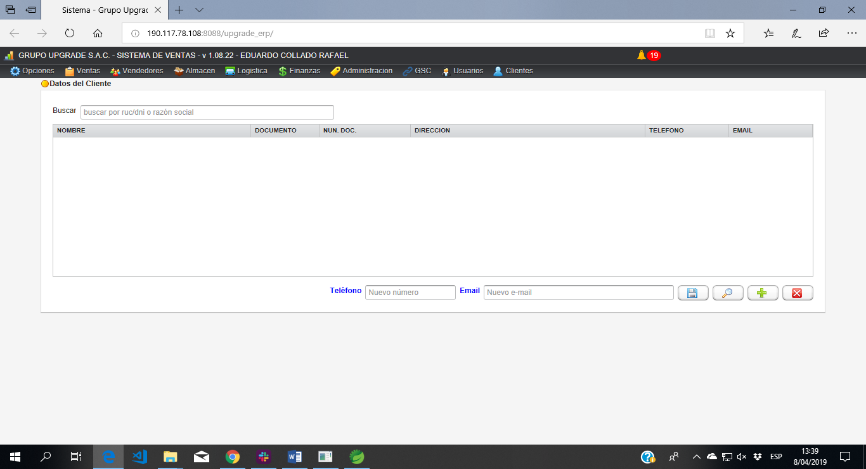 Sistema - Grupo Upgrad
190.117.78.108:8088/upgrade_erp/
GRUPO UPGRADE S.A.C. - SISTEMA DE VENTAS - v 1.08.22 - EDUARDO COLLADO RAFAEL
19
Opciones Ventas Vendedores Almacen Logística Finanzas Administracion GSC Usuarios Clientes
Datos del Cliente
Buscar buscar por ruc/dni o razón social
NOMBRE DOCUMENTO NUN. DOC. DIRECCION TELEFONO EMAIL
Teléfono Nuevo número Email Nuevo e-mail
ESP
13:39
8/04/2019